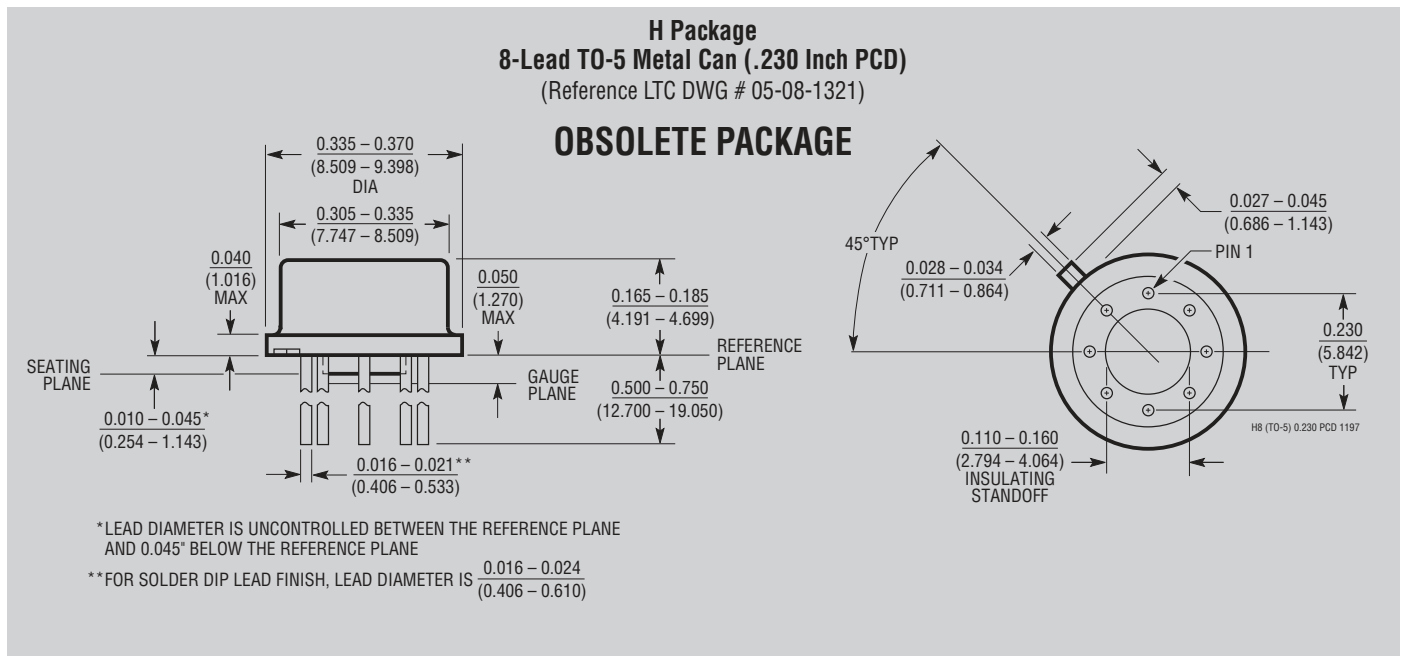 H Package
8-Lead TO-5 Metal Can (.230 Inch PCD)
(Reference LTC DWG # 05-08-1321)
OBSOLETE PACKAGE
0.335 – 0.370
(8.509 – 9.398)
DIA
0.305 – 0.335
(7.747 – 8.509)
0.040
(1.016)
MAX
0.050
(1.270)
MAX
0.165 – 0.185
(4.191 – 4.699)
REFERENCE
PLANE
SEATING
PLANE
GAUGE
PLANE
0.500 – 0.750
(12.700 – 19.050)
0.010 – 0.045*
(0.254 – 1.143)
0.016 – 0.021**
(0.406 – 0.533)
45°TYP
0.028 – 0.034
(0.711 – 0.864)
0.027 – 0.045
(0.686 – 1.143)
PIN 1
0.230
(5.842)
TYP
H8 (TO-5) 0.230 PCD 1197
0.110 – 0.160
(2.794 – 4.064)
INSULATING
STANDOFF
*LEAD DIAMETER IS UNCONTROLLED BETWEEN THE REFERENCE PLANE
AND 0.045" BELOW THE REFERENCE PLANE
**FOR SOLDER DIP LEAD FINISH, LEAD DIAMETER IS 0.016 – 0.024
(0.406 – 0.610)